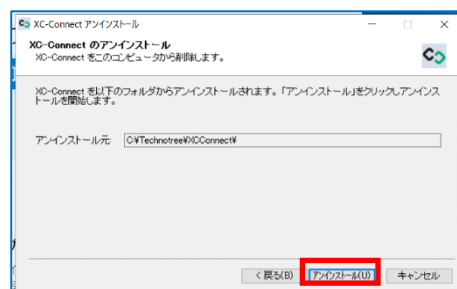 XC-Connect アンインストール
XC-Connect のアンインストール
XC-Connect をこのコンピュータから削除します。
XC-Connect を以下のフォルダからアンインストールされます。「アンインストール」をクリックしアンインス
トールを開始します。
アンインストール元 C:¥Technotree¥XCConnect¥
< 戻る(B) アンインストール(U) キャンセル